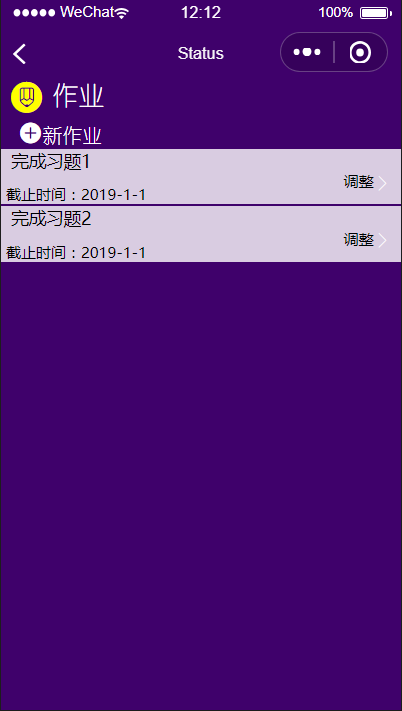 WeChat 12:12 100%
Status
作业
新作业
完成习题1
调整
截止时间：2019-1-1
完成习题2
调整
截止时间：2019-1-1